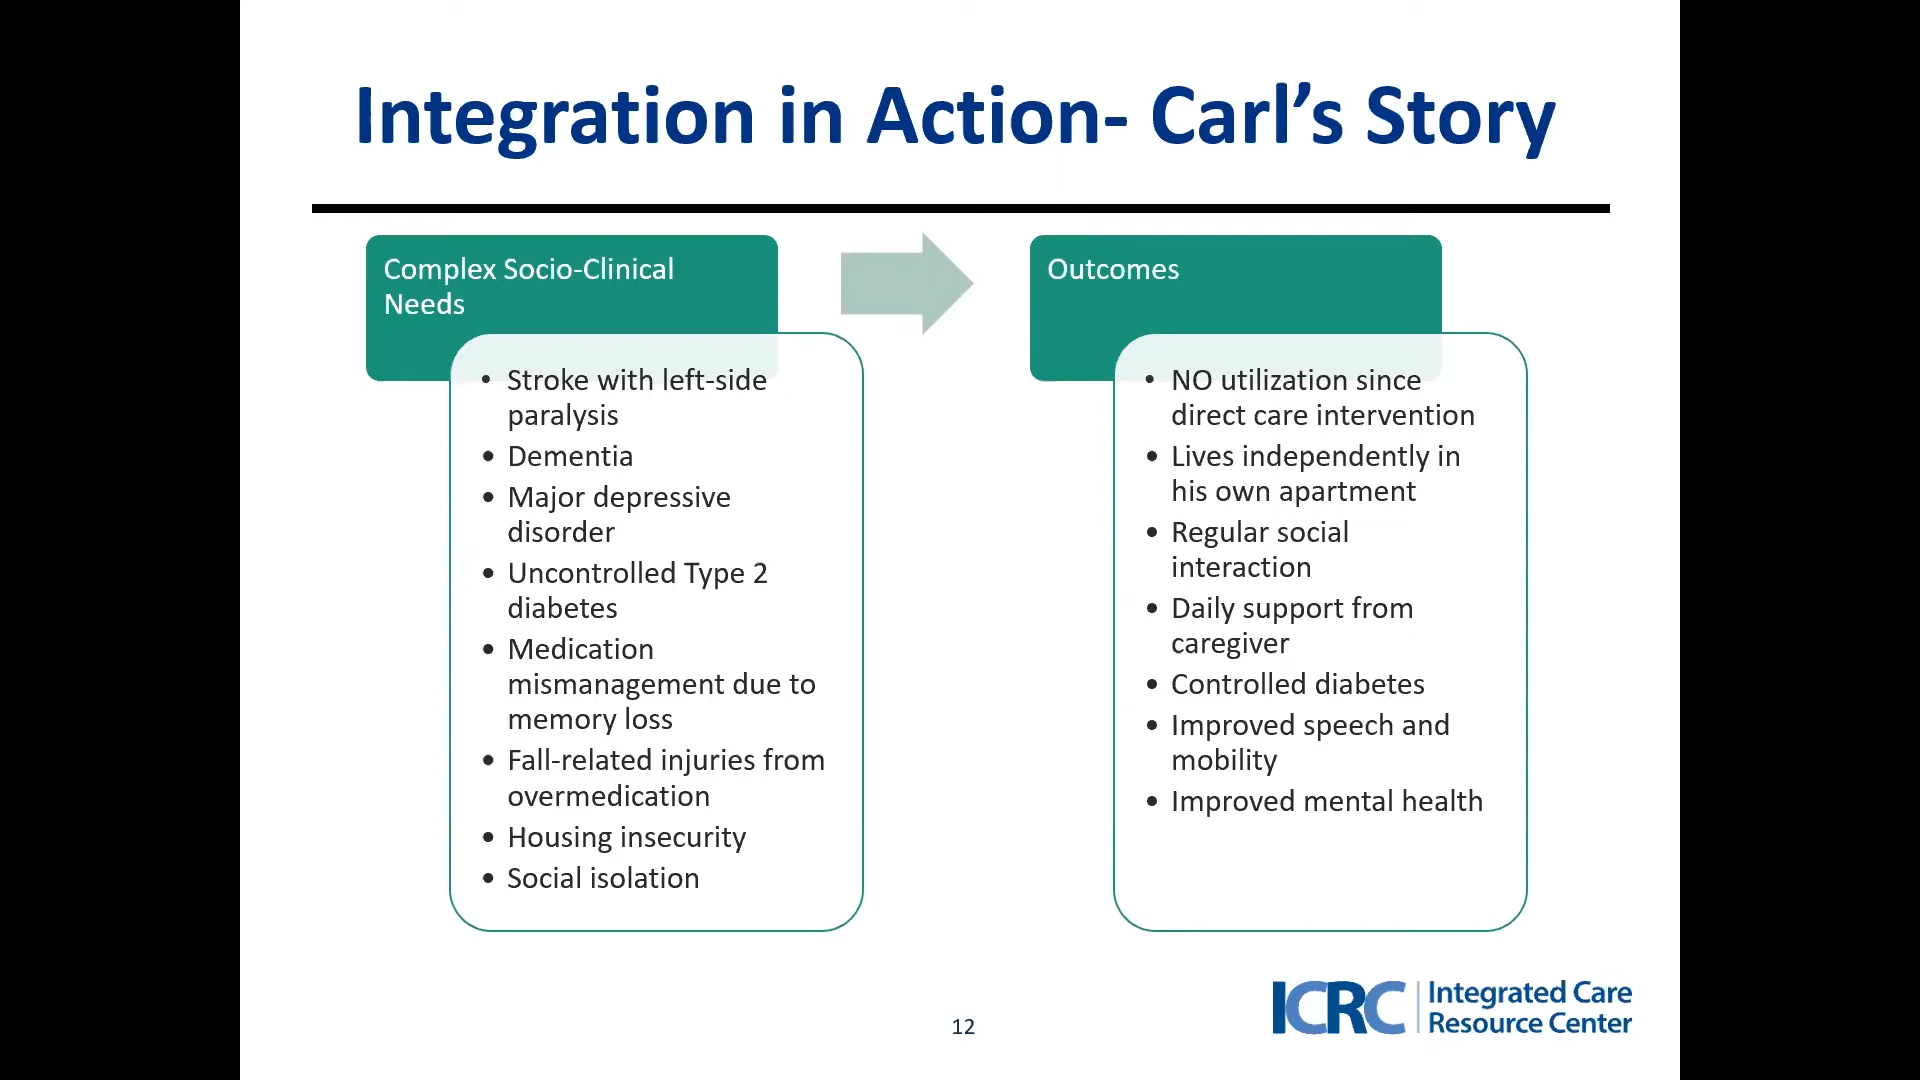 Integration in Action- Carl’s Story
Complex Socio-Clinical
Needs
• Stroke with left-side
paralysis
• Dementia
• Major depressive
disorder
• Uncontrolled Type 2
diabetes
• Medication
mismanagement due to
memory loss
• Fall-related injuries from
overmedication
• Housing insecurity
• Social isolation
Outcomes
• NO utilization since
direct care intervention
• Lives independently in
his own apartment
• Regular social
interaction
• Daily support from
caregiver
• Controlled diabetes
• Improved speech and
mobility
• Improved mental health
12
ICRC
Integrated Care
Resource Center